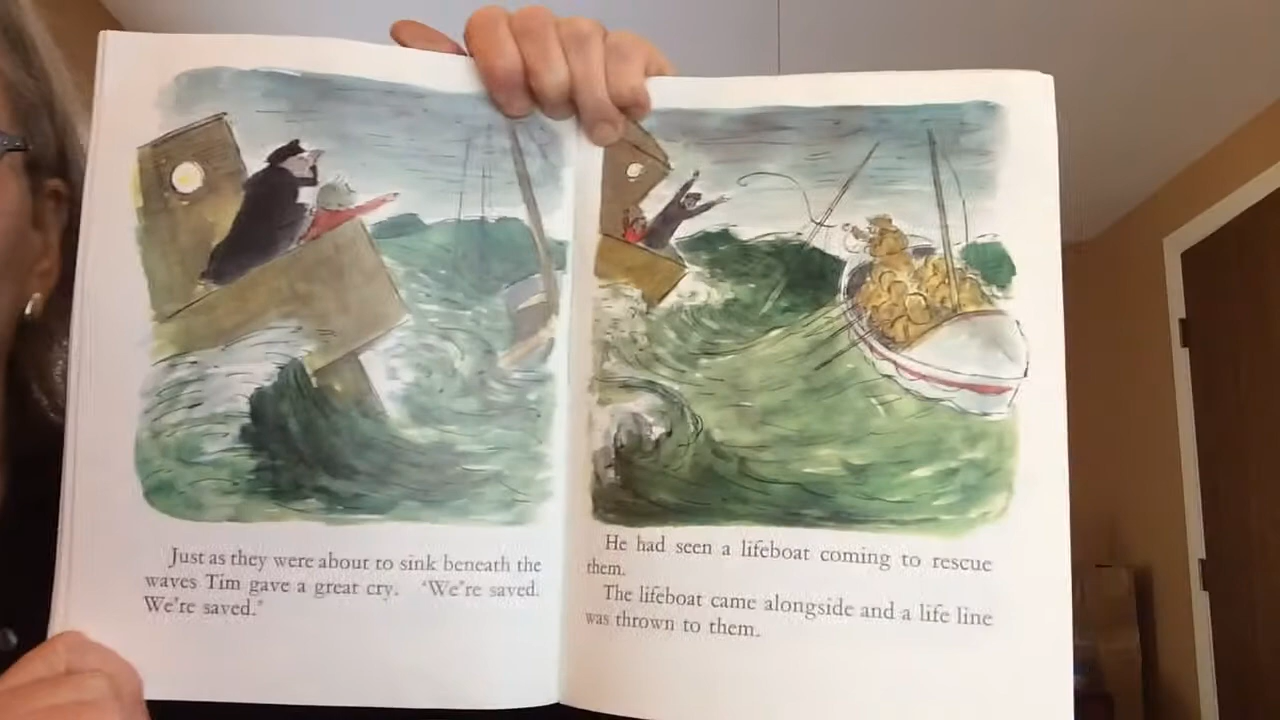 Just as they were about to sink beneath the
waves Tim gave a great cry. ‘We're saved.
We're saved.’
He had seen a lifeboat coming to rescue
them.
The lifeboat came alongside and a life line
was thrown to them.